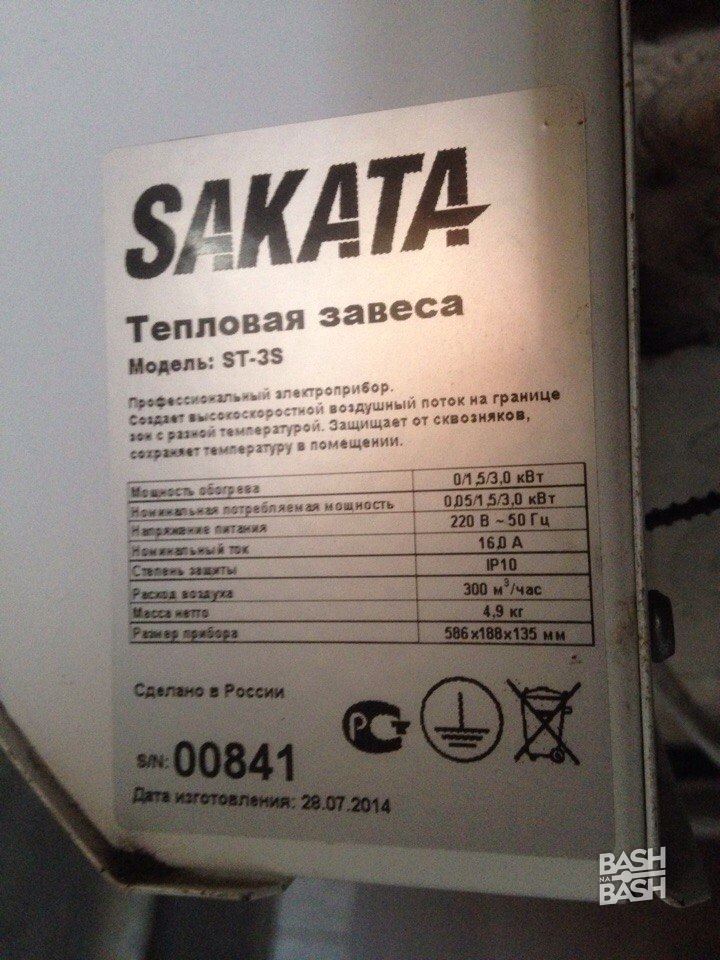 SAKATA
Тепловая завеса
Модель: ST-3S
Профессиональный электроприбор.
Создает высокоскоростной воздушный поток на границе
зон с разной температурой. Защищает от сквозняков,
сохраняет температуру в помещении.
Мощность обогрева 0/1,5/3,0 кВт
Номинальная потребляемая мощность 0,05/1,5/3,0 кВт
Напряжение питания 220 В ~ 50 Гц
Номинальный ток 16,0 А
Степень защиты IP10
Расход воздуха 300 м³/час
Масса нетто 4,9 кг
Размер прибора 586x188x135 мм
Сделано в России
РСТ
S/N: 00841
Дата изготовления: 28.07.2014
BASH
NA
BASH